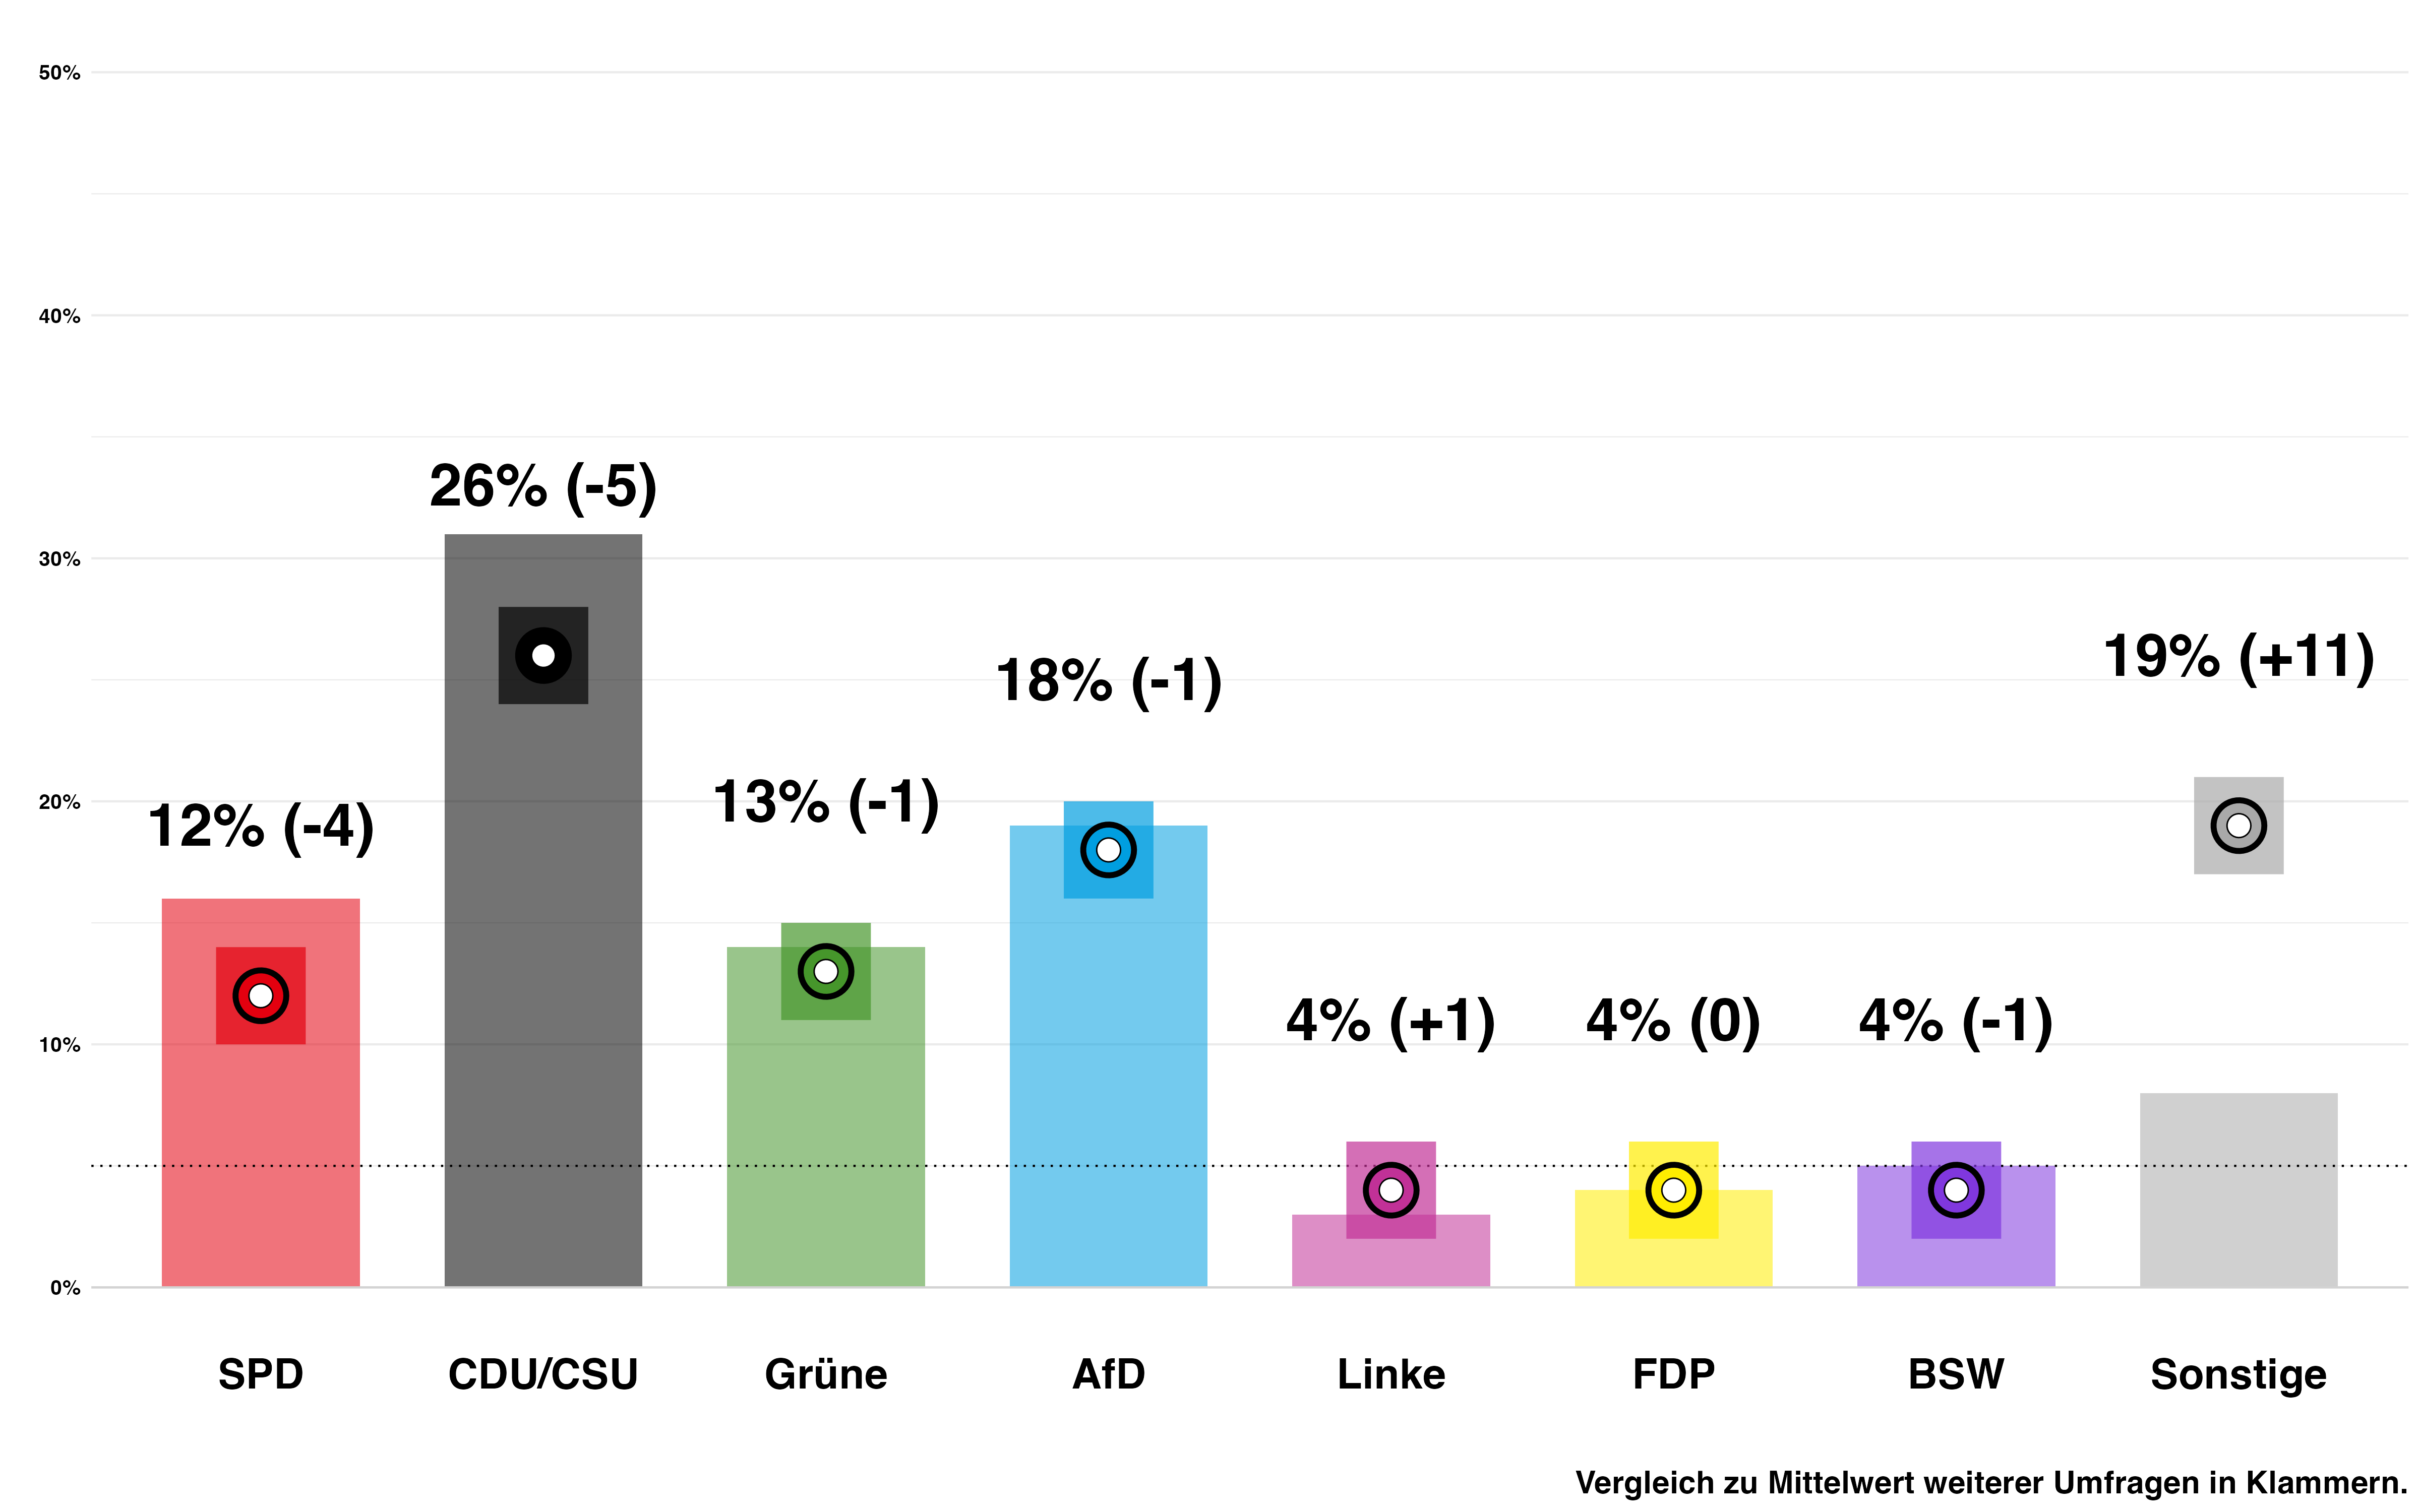 50%
40%
30%
20%
10%
0%
12% (-4)
26% (-5)
13% (-1)
18% (-1)
4% (+1)
4% (0)
4% (-1)
19% (+11)
SPD
CDU/CSU
Grüne
AfD
Linke
FDP
BSW
Sonstige
Vergleich zu Mittelwert weiterer Umfragen in Klammern.